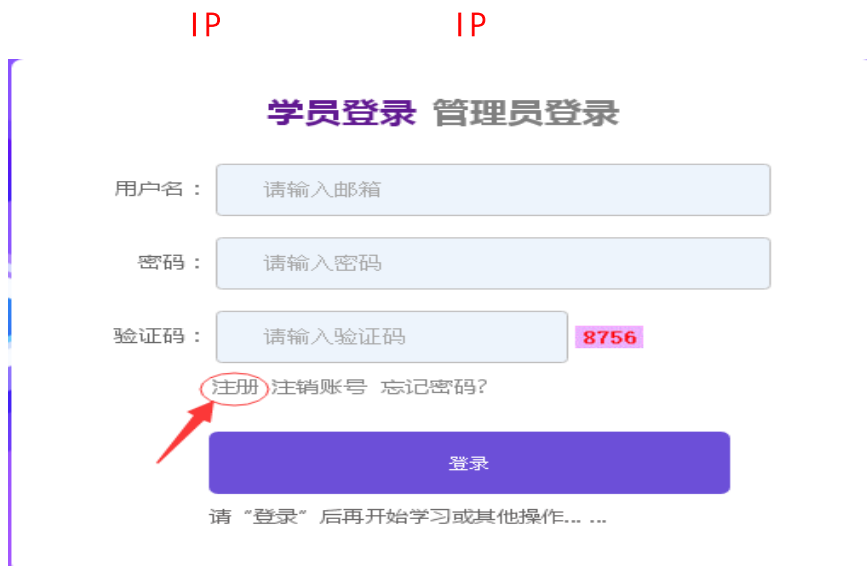 IP IP
学员登录 管理员登录
用户名： 请输入邮箱
密码： 请输入密码
验证码： 请输入验证码 8756
注册 注销账号 忘记密码？
登录
请“登录”后再开始学习或其他操作... ...